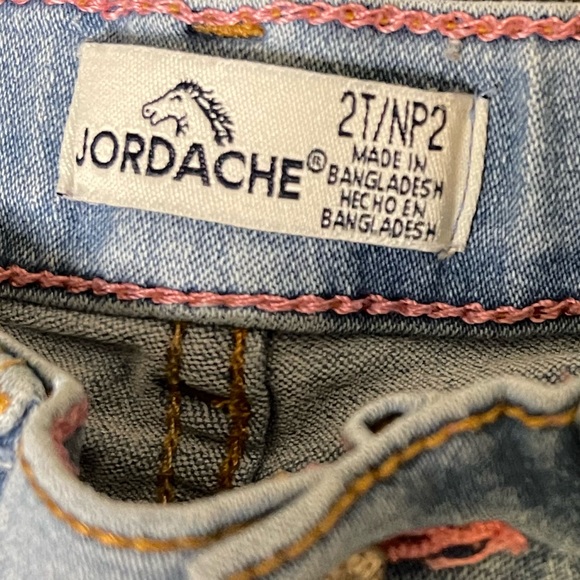 JORDACHE®
2T/NP2
MADE IN
BANGLADESH
HECHO EN
BANGLADESH